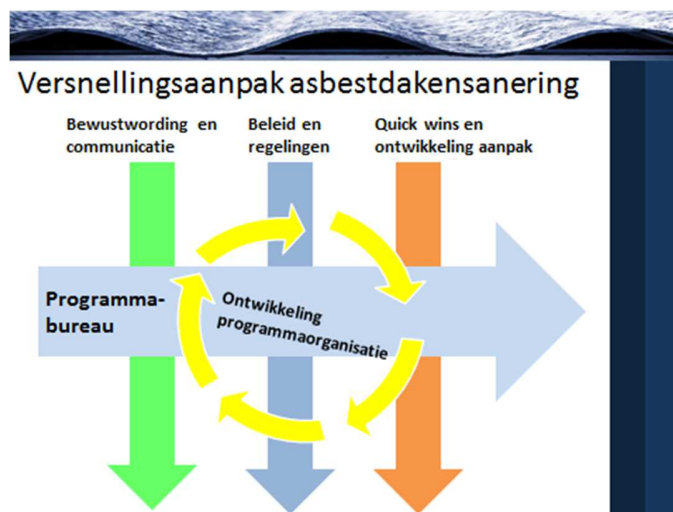 Versnellingsaanpak asbestdakensanering
Bewustwording en
communicatie
Beleid en
regelingen
Quick wins en
ontwikkeling aanpak
Programma-
bureau
Ontwikkeling
programmaorganisatie